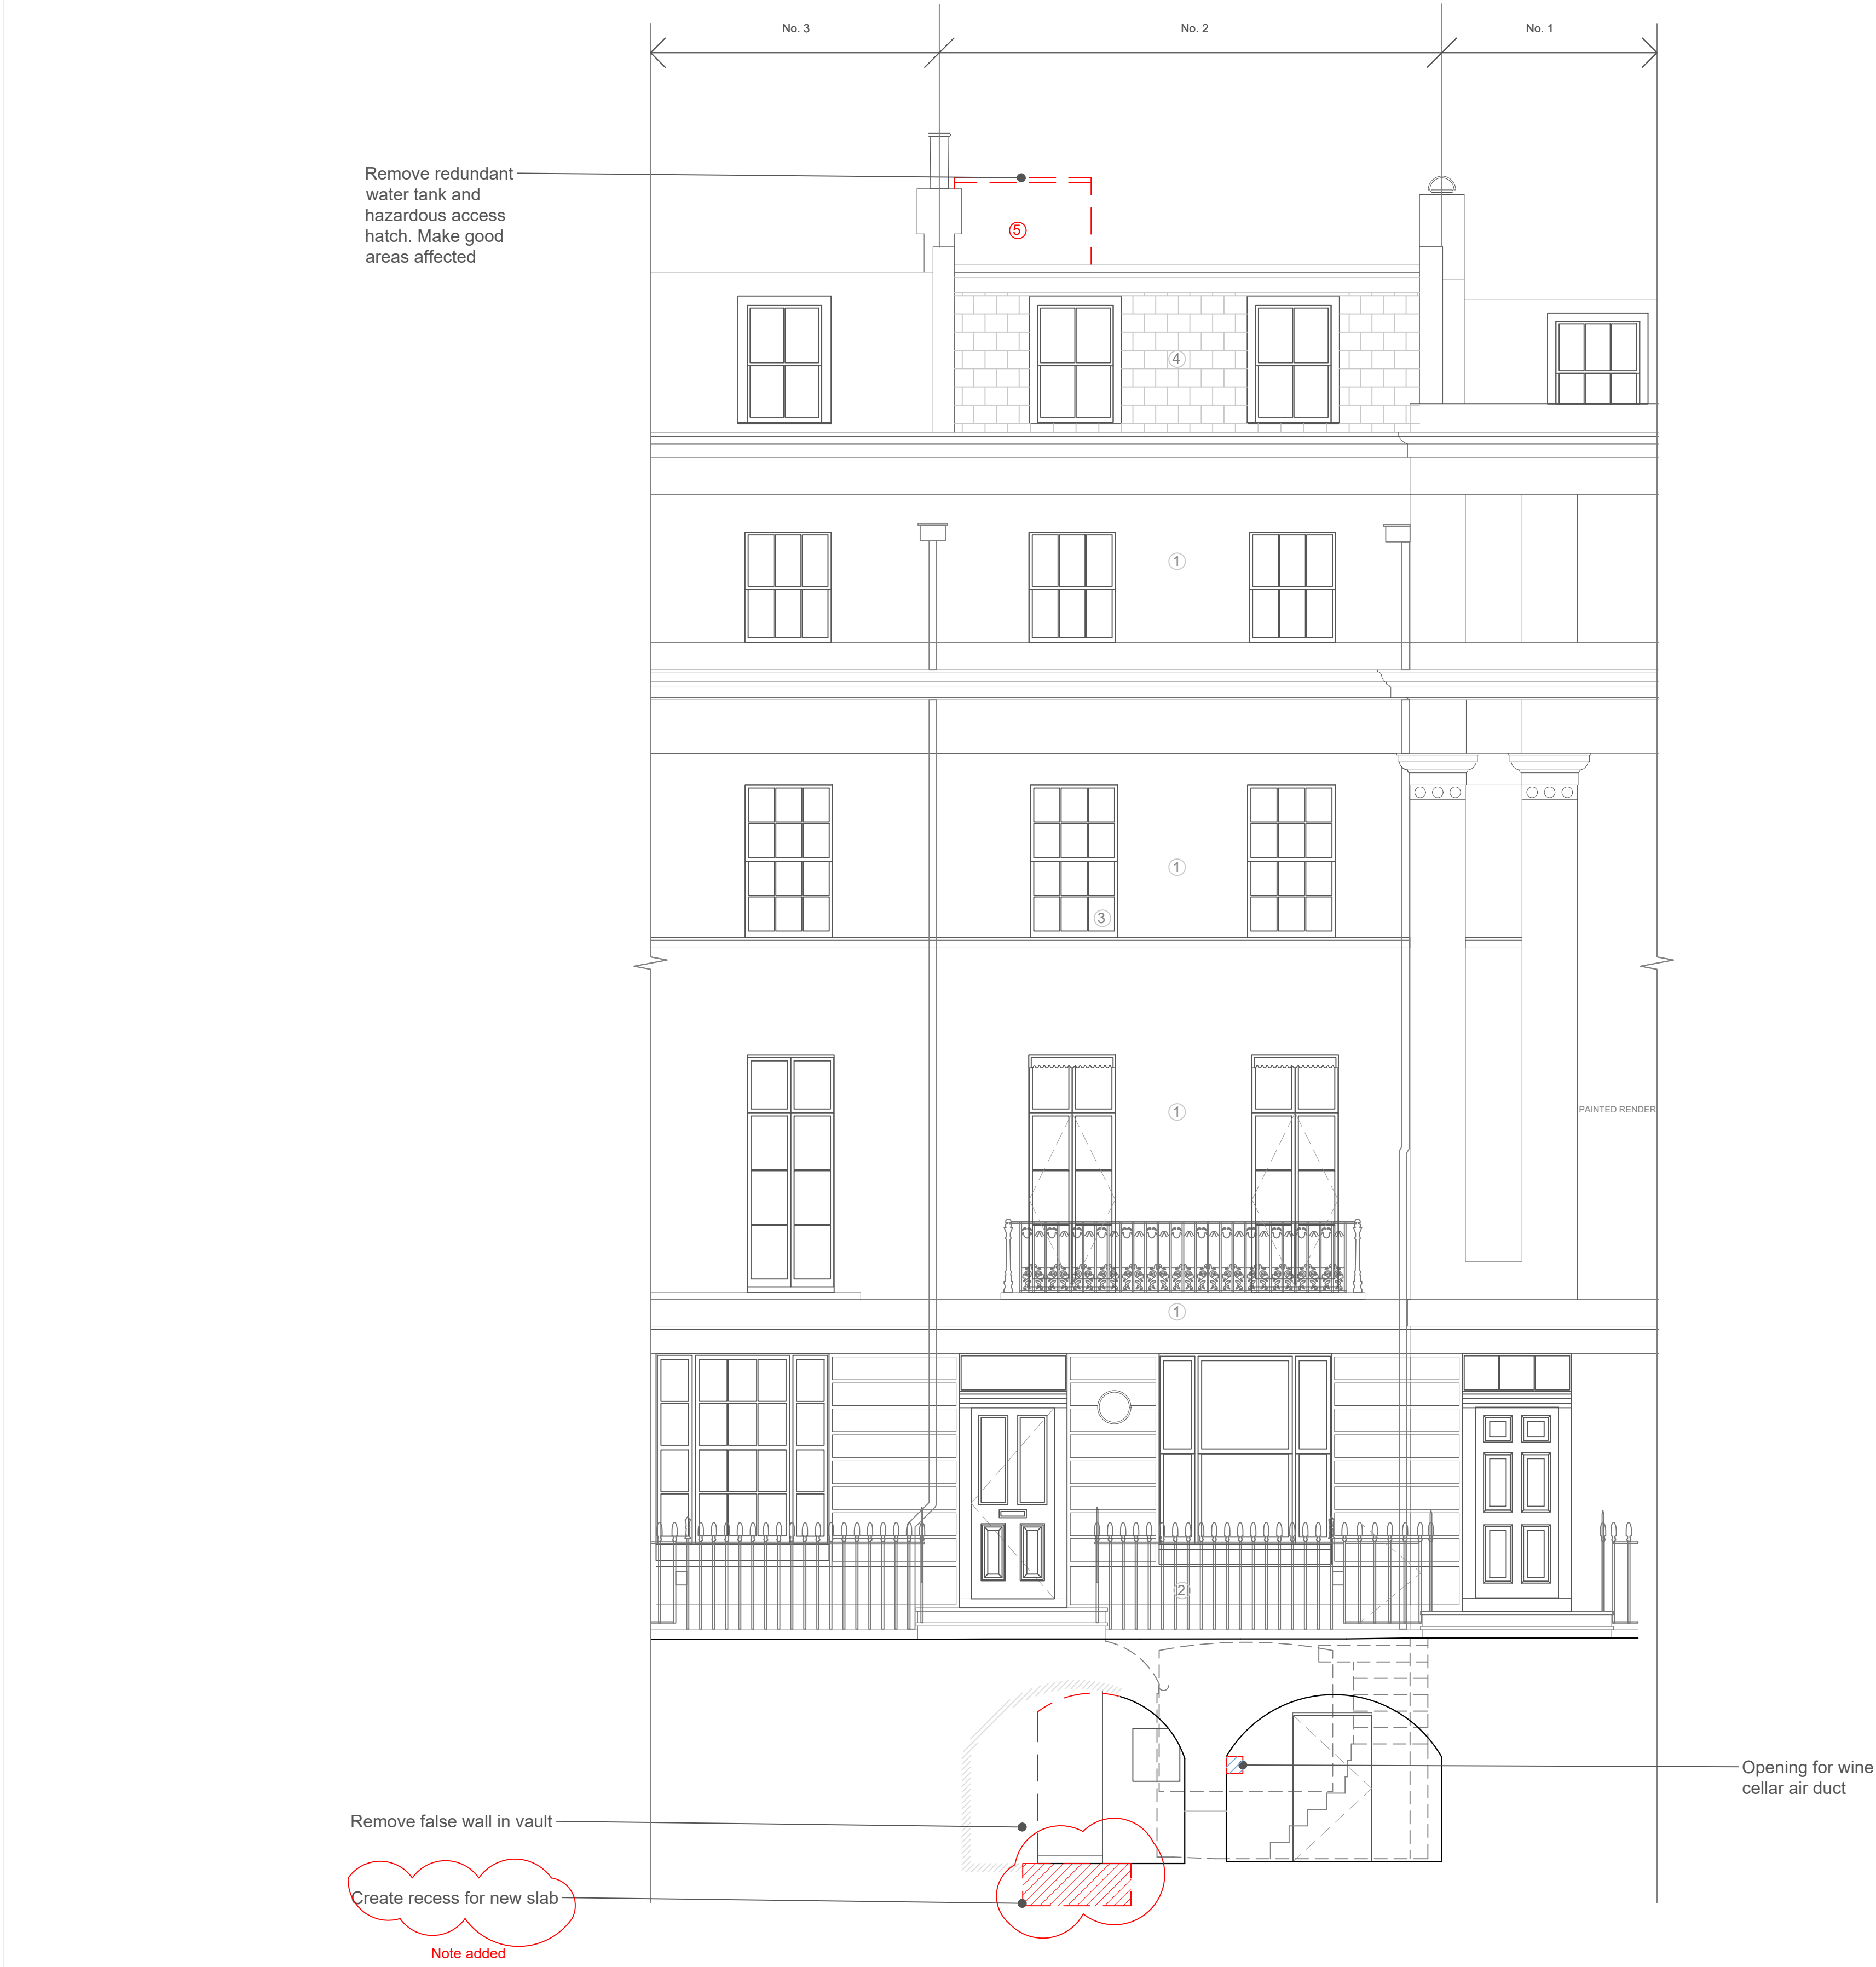 No. 3
No. 2
No. 1
Remove redundant
water tank and
hazardous access
hatch. Make good
areas affected
5
4
1
1
3
1
PAINTED RENDER
1
2
Opening for wine
cellar air duct
Remove false wall in vault
Create recess for new slab
Note added